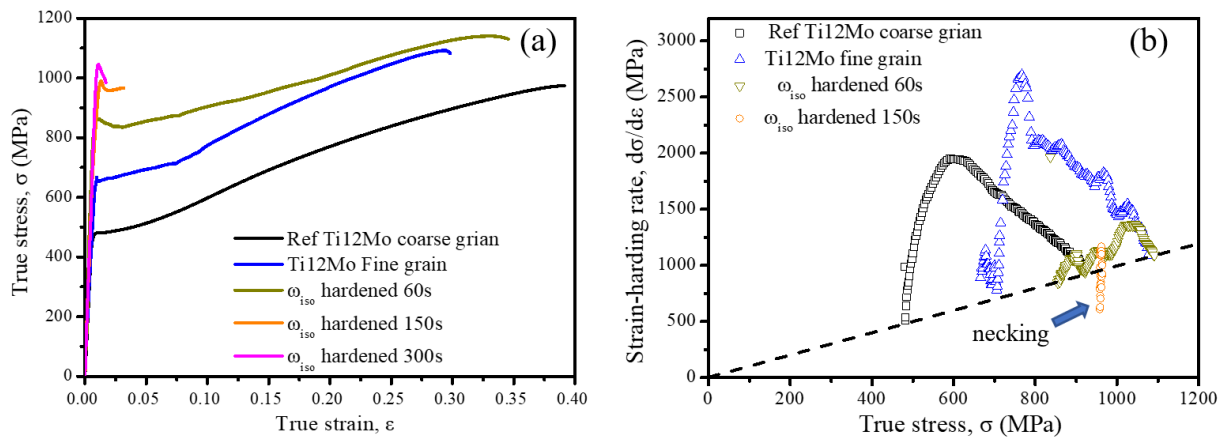 (a)
True stress, σ (MPa)
1200
1000
800
600
400
200
0
Ref Ti12Mo coarse grian
Ti12Mo Fine grain
ωiso hardened 60s
ωiso hardened 150s
ωiso hardened 300s
0.00 0.05 0.10 0.15 0.20 0.25 0.30 0.35 0.40
True strain, ε
(b)
Strain-harding rate, dσ/dε (MPa)
3000
2500
2000
1500
1000
500
0
Ref Ti12Mo coarse grian
Ti12Mo fine grain
ωiso hardened 60s
ωiso hardened 150s
necking
0 200 400 600 800 1000 1200
True stress, σ (MPa)